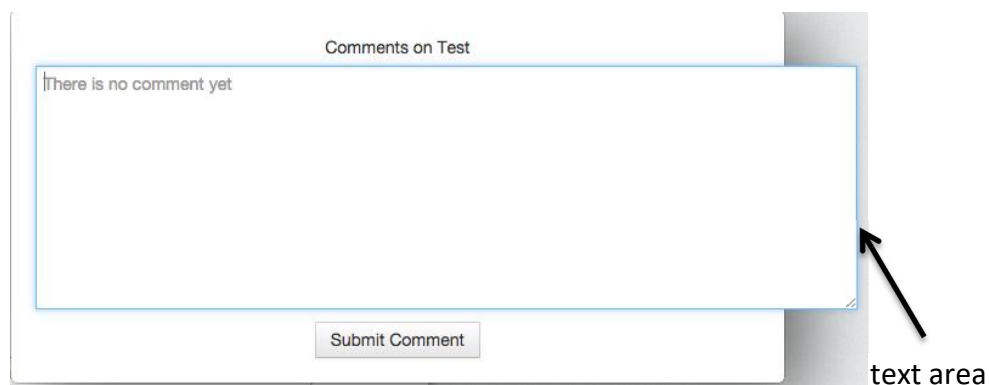 Comments on Test
There is no comment yet
Submit Comment
text area